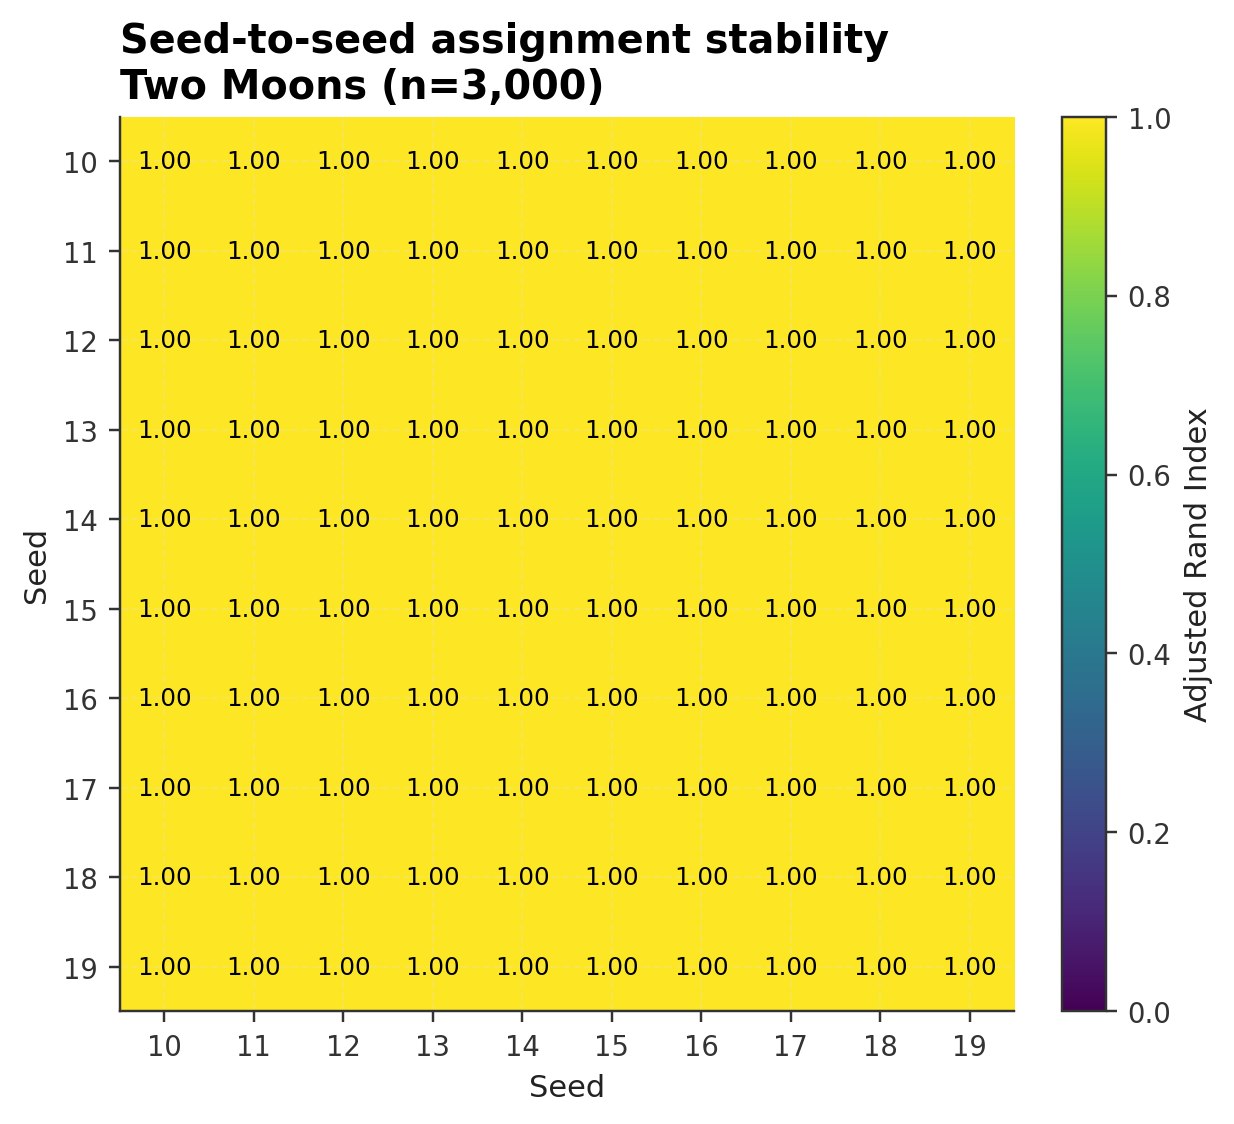 Seed-to-seed assignment stability
Two Moons (n=3,000)
10 1.00 1.00 1.00 1.00 1.00 1.00 1.00 1.00 1.00 1.00
11 1.00 1.00 1.00 1.00 1.00 1.00 1.00 1.00 1.00 1.00
12 1.00 1.00 1.00 1.00 1.00 1.00 1.00 1.00 1.00 1.00
13 1.00 1.00 1.00 1.00 1.00 1.00 1.00 1.00 1.00 1.00
14 1.00 1.00 1.00 1.00 1.00 1.00 1.00 1.00 1.00 1.00
15 1.00 1.00 1.00 1.00 1.00 1.00 1.00 1.00 1.00 1.00
16 1.00 1.00 1.00 1.00 1.00 1.00 1.00 1.00 1.00 1.00
17 1.00 1.00 1.00 1.00 1.00 1.00 1.00 1.00 1.00 1.00
18 1.00 1.00 1.00 1.00 1.00 1.00 1.00 1.00 1.00 1.00
19 1.00 1.00 1.00 1.00 1.00 1.00 1.00 1.00 1.00 1.00
10 11 12 13 14 15 16 17 18 19
Seed
Seed
1.0
0.8
0.6
0.4
0.2
0.0
Adjusted Rand Index